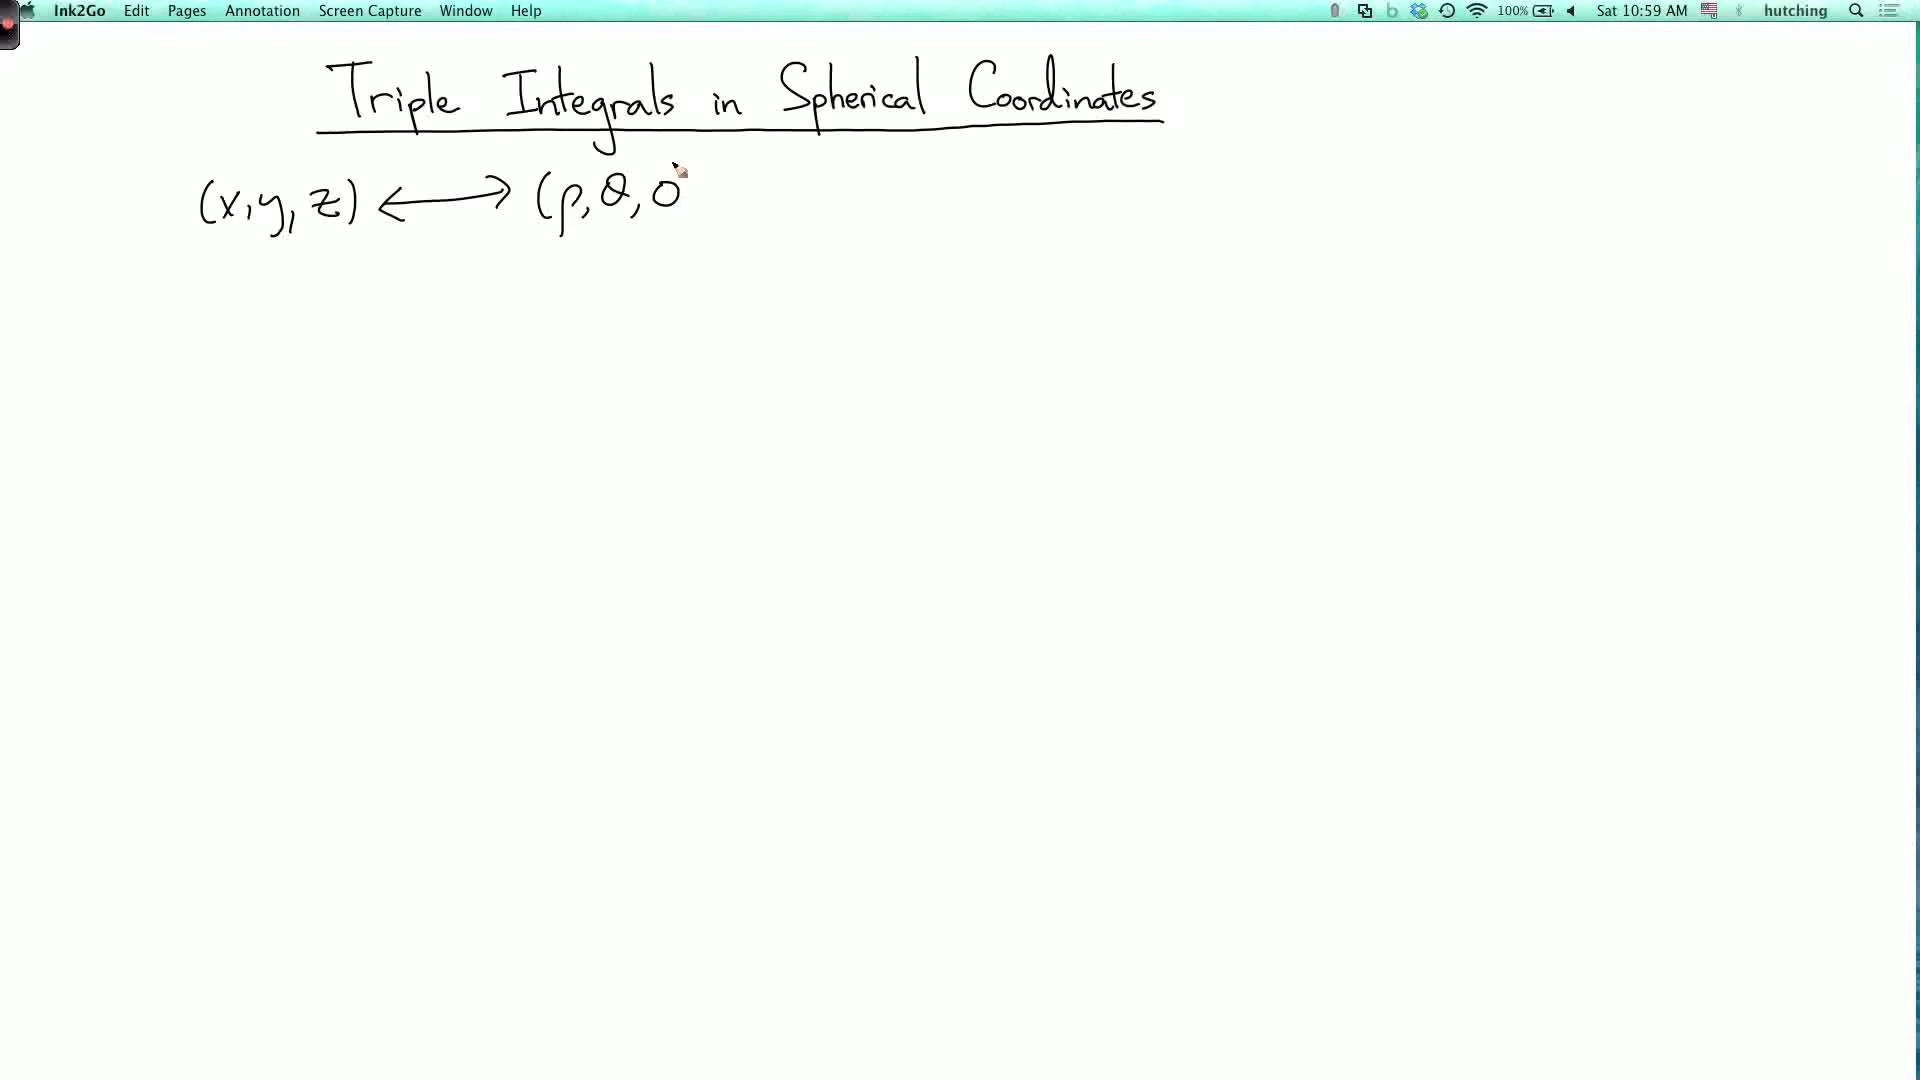 Ink2Go Edit Pages Annotation Screen Capture Window Help 100% Sat 10:59 AM hutching
Triple Integrals in Spherical Coordinates
(x,y,z) ⟷ (ρ,θ,O